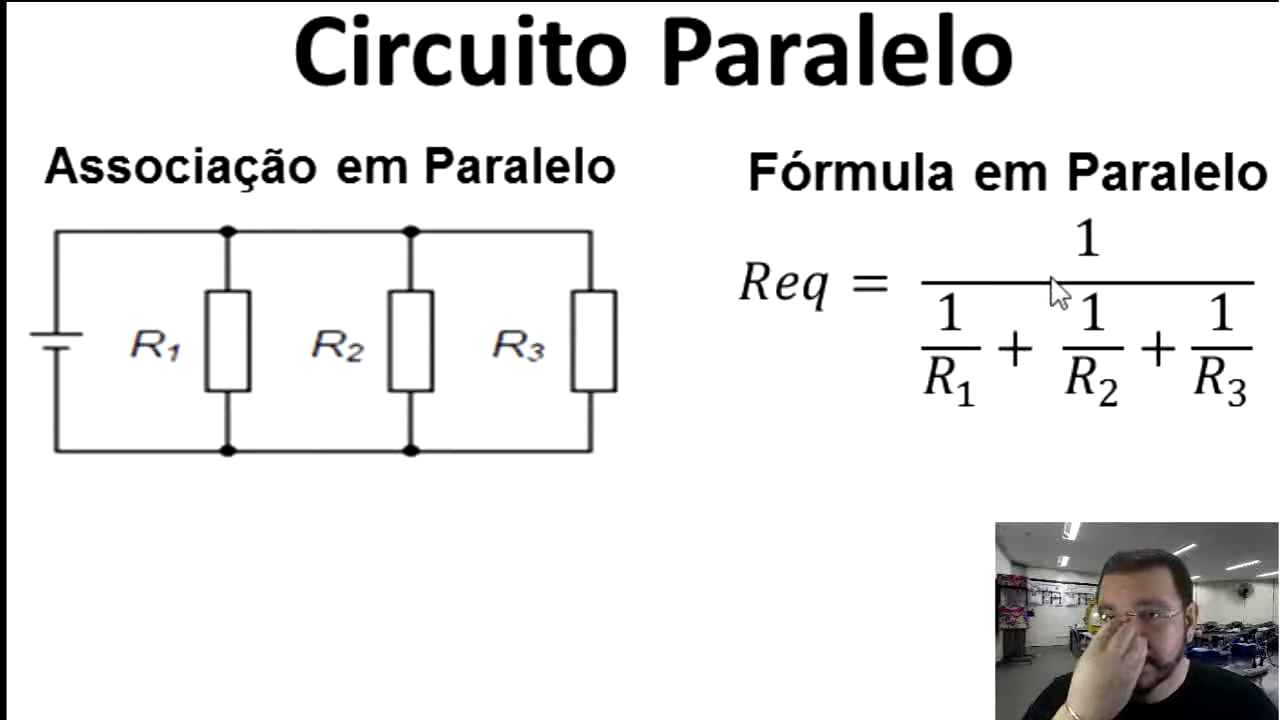 Circuito Paralelo
Associação em Paralelo
R1 R2 R3
Fórmula em Paralelo
Req = 1 / (1/R1 + 1/R2 + 1/R3)